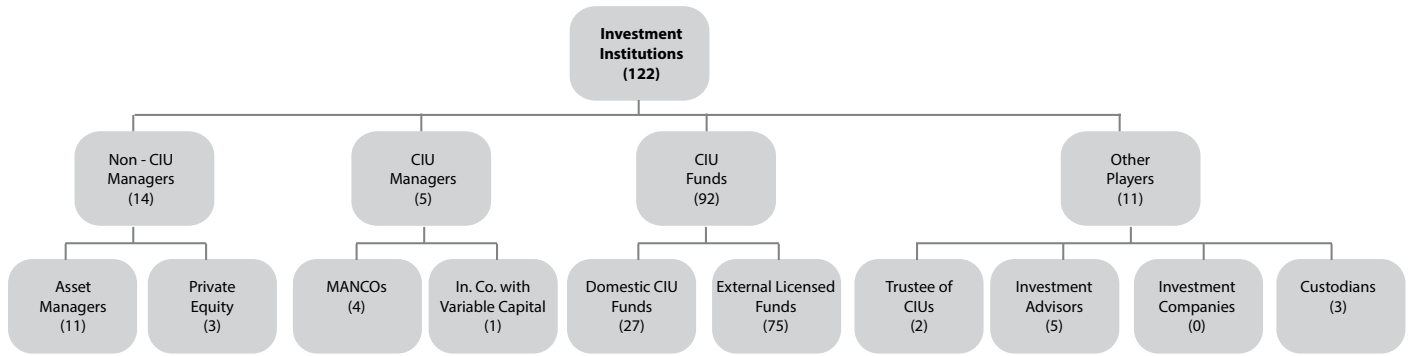 Investment
Institutions
(122)
Non - CIU
Managers
(14)
CIU
Managers
(5)
CIU
Funds
(92)
Other
Players
(11)
Asset
Managers
(11)
Private
Equity
(3)
MANCOs
(4)
In. Co. with
Variable Capital
(1)
Domestic CIU
Funds
(27)
External Licensed
Funds
(75)
Trustee of
CIUs
(2)
Investment
Advisors
(5)
Investment
Companies
(0)
Custodians
(3)